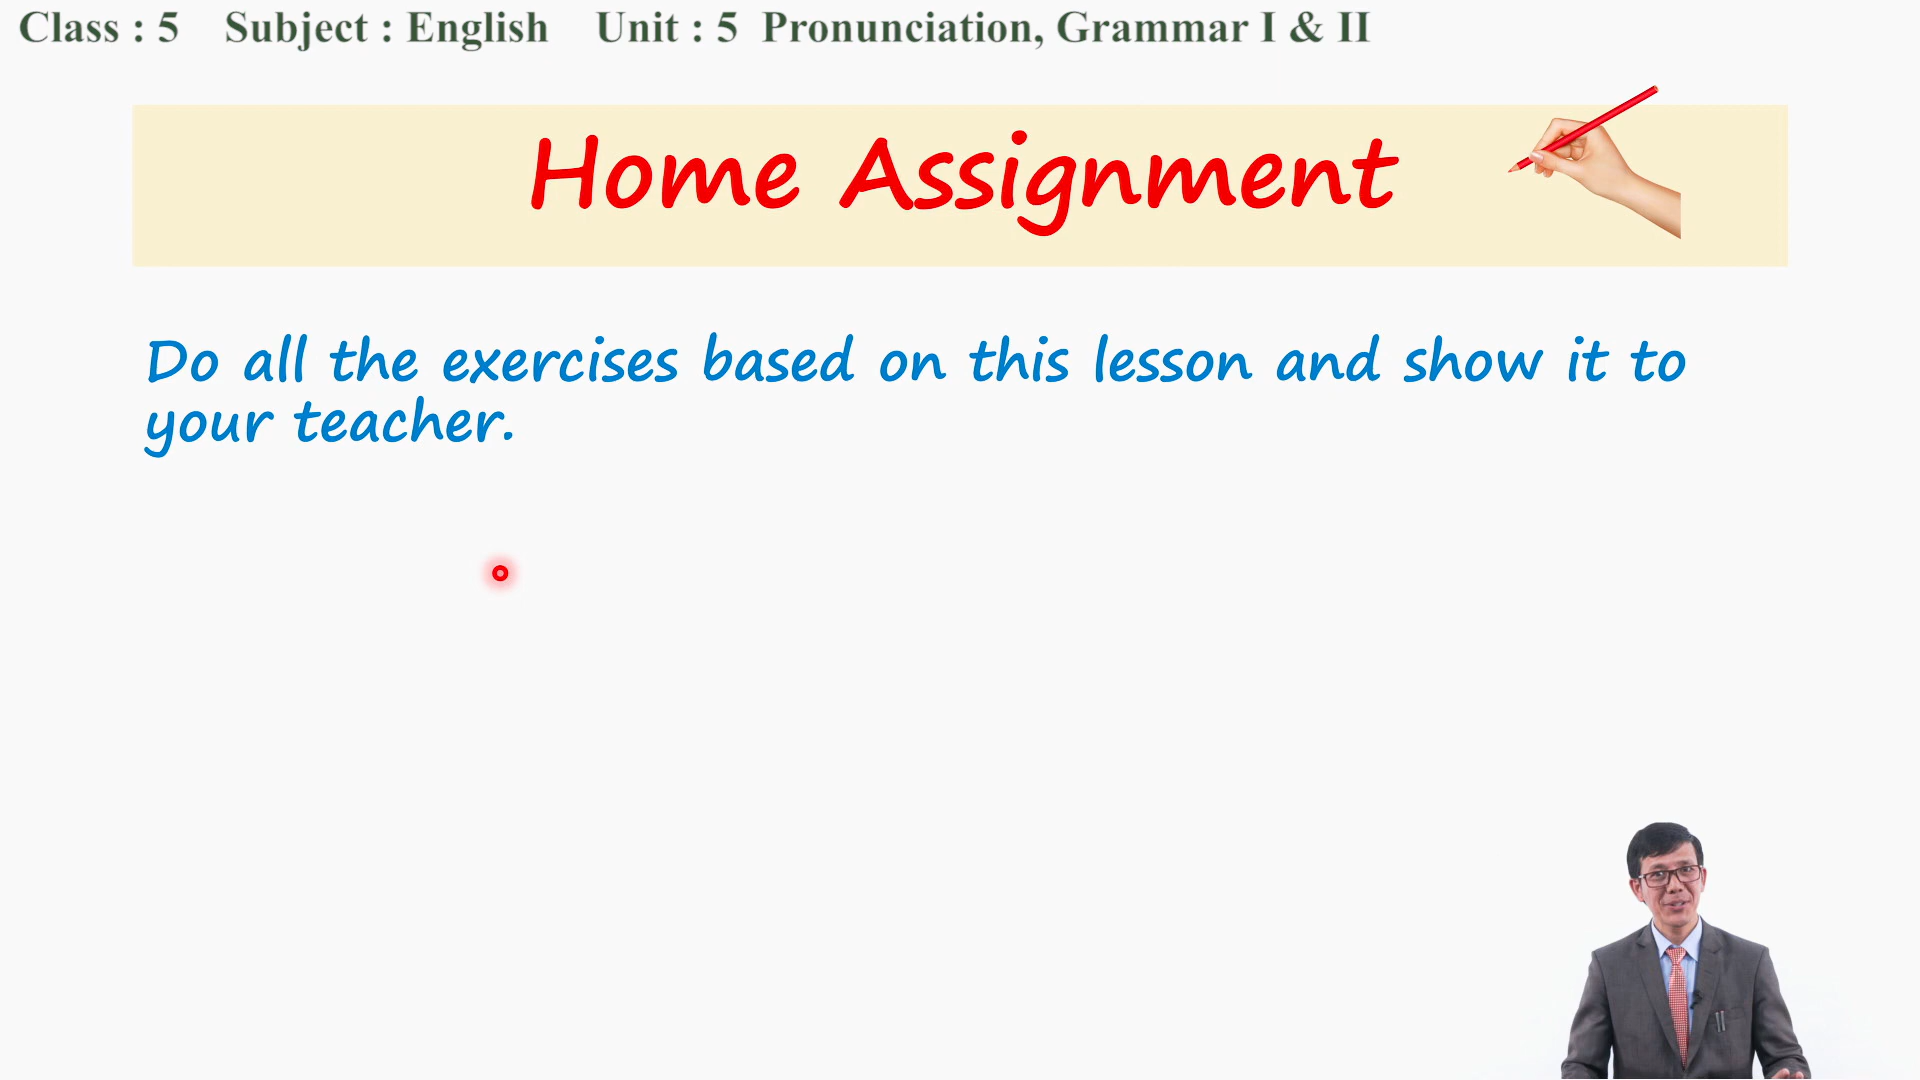 Class : 5    Subject : English    Unit : 5  Pronunciation, Grammar I & II
Home Assignment
Do all the exercises based on this lesson and show it to
your teacher.